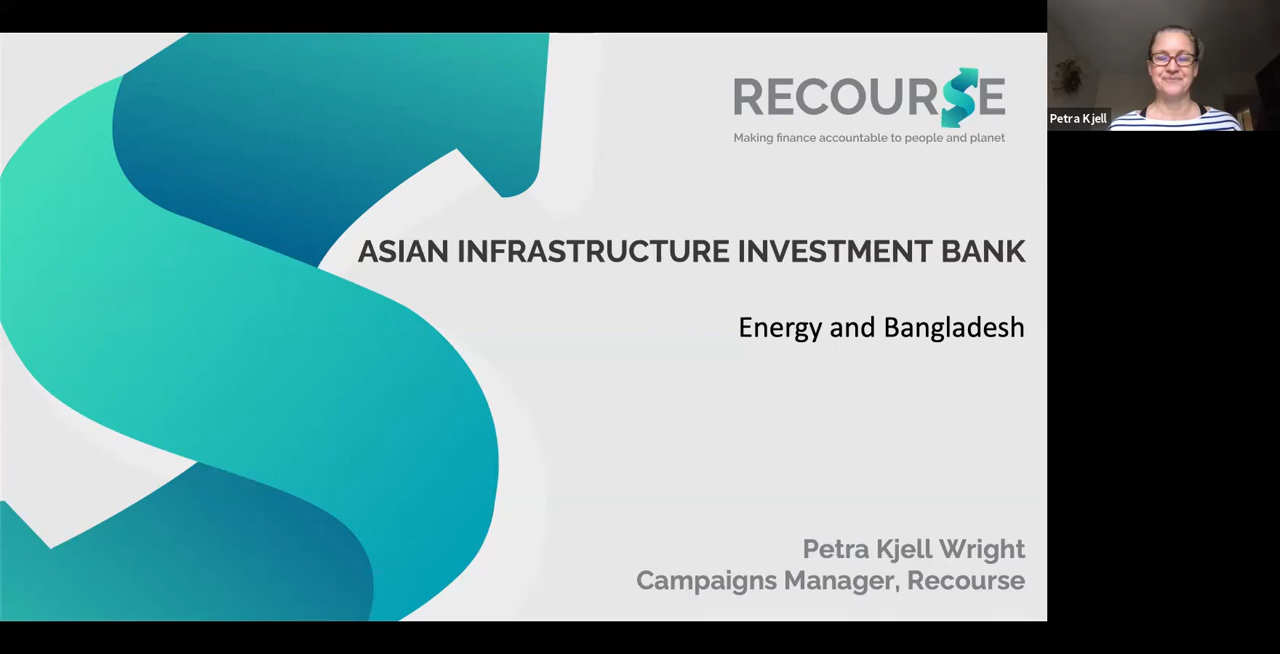 RECOURSE
Making finance accountable to people and planet
Petra Kjell
ASIAN INFRASTRUCTURE INVESTMENT BANK
Energy and Bangladesh
Petra Kjell Wright
Campaigns Manager, Recourse